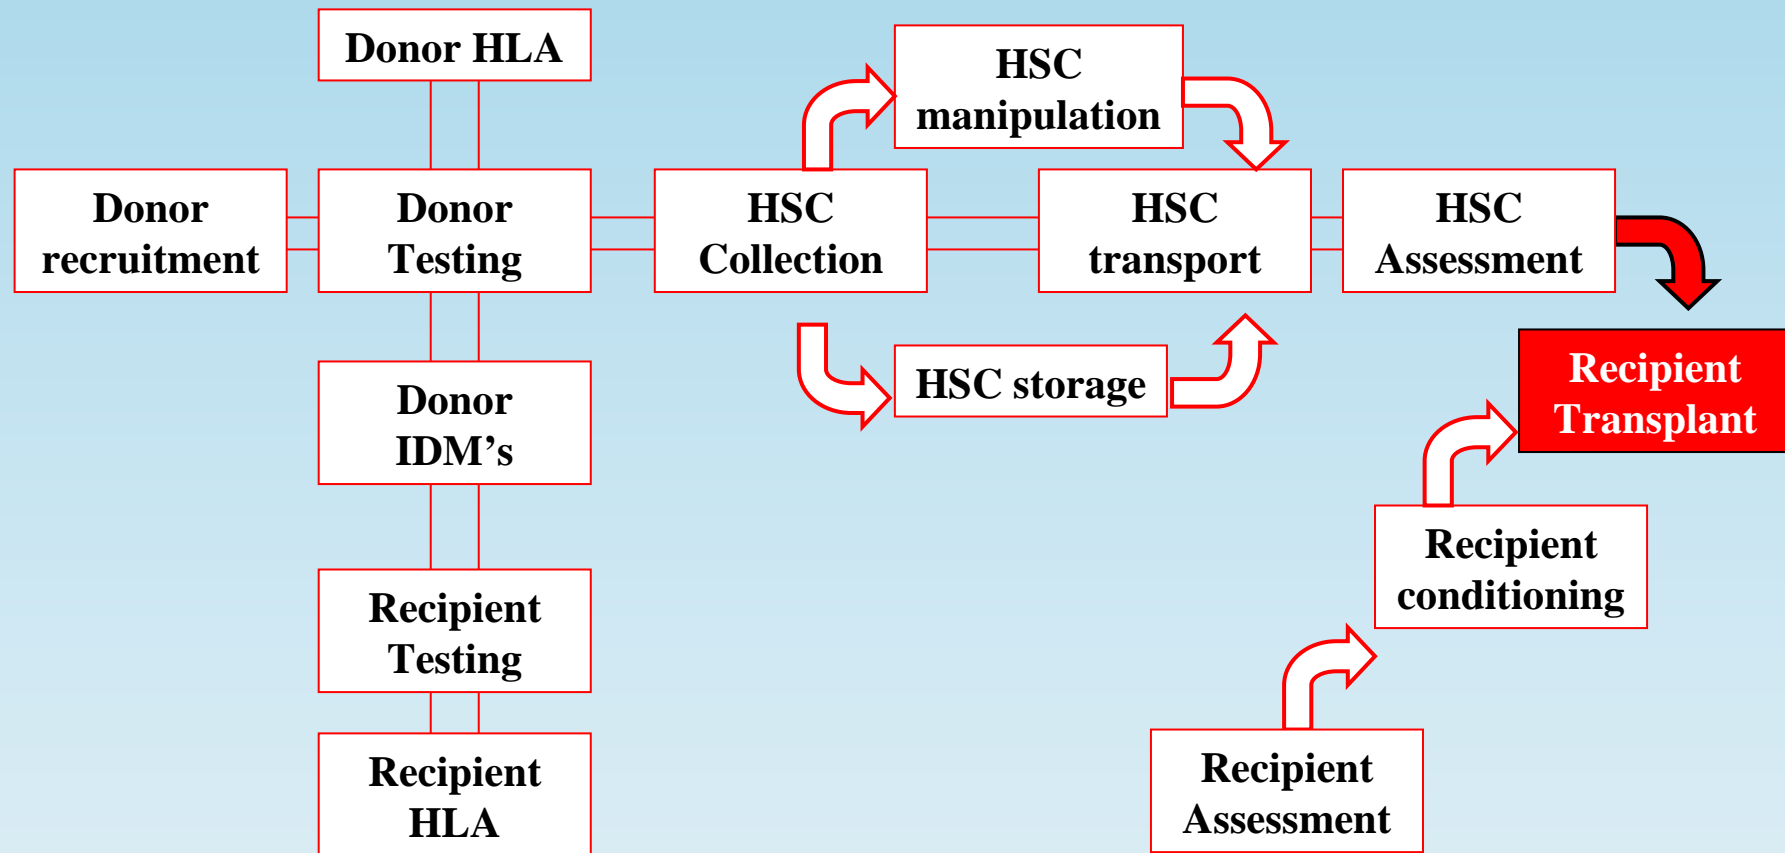 Donor HLA
HSC
manipulation
Donor
recruitment
Donor
Testing
HSC
Collection
HSC
transport
HSC
Assessment
Donor
IDM’s
HSC storage
Recipient
Transplant
Recipient
Testing
Recipient
conditioning
Recipient
HLA
Recipient
Assessment